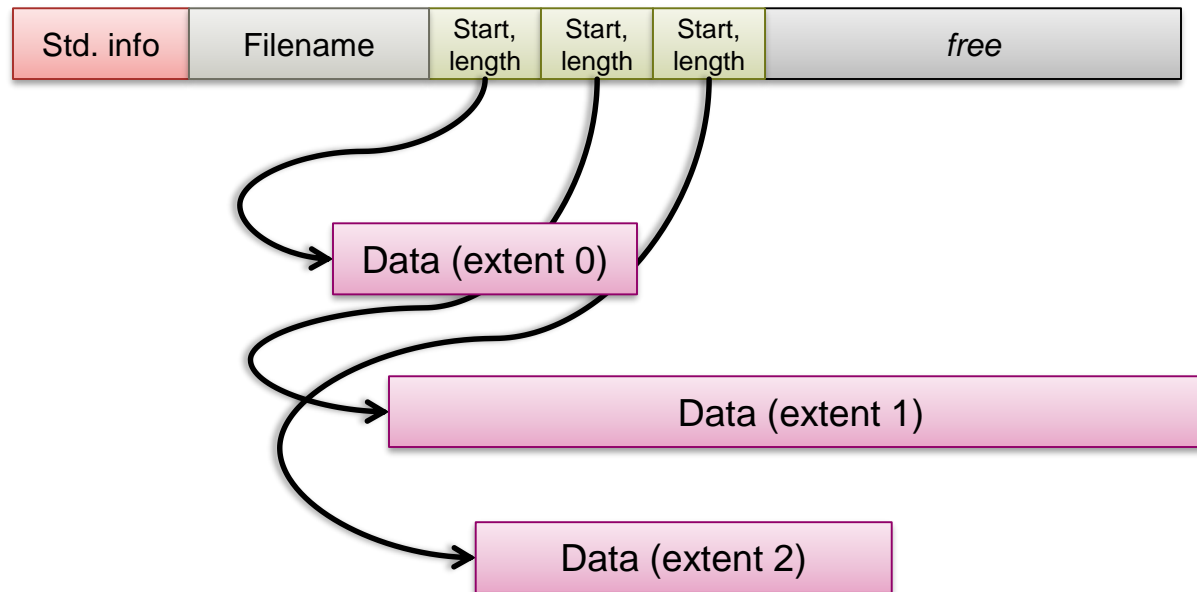 Std. info
Filename
Start,
length
Start,
length
Start,
length
free
Data (extent 0)
Data (extent 1)
Data (extent 2)